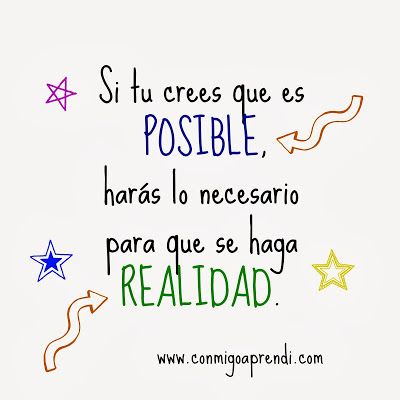 Si tu crees que es
POSIBLE,
harás lo necesario
para que se haga
REALIDAD.
www.conmigoaprendi.com